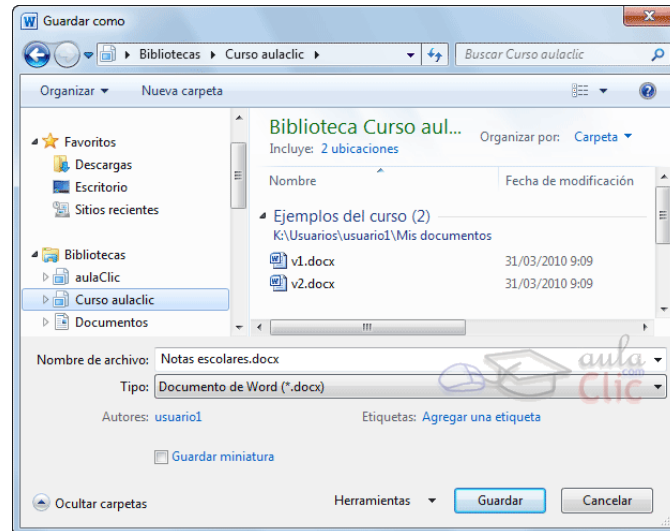 Guardar como
Bibliotecas Curso aulaclic
Buscar Curso aulaclic
Organizar Nueva carpeta
Favoritos
Descargas
Escritorio
Sitios recientes
Bibliotecas
aulaClic
Curso aulaclic
Documentos
Biblioteca Curso aul...
Incluye: 2 ubicaciones
Organizar por: Carpeta
Nombre Fecha de modificación
Ejemplos del curso (2)
K:\Usuarios\usuario1\Mis documentos
v1.docx 31/03/2010 9:09
v2.docx 31/03/2010 9:09
Nombre de archivo: Notas escolares.docx
Tipo: Documento de Word (*.docx)
aula
.com
Clic
Autores: usuario1 Etiquetas: Agregar una etiqueta
Guardar miniatura
Ocultar carpetas Herramientas Guardar Cancelar